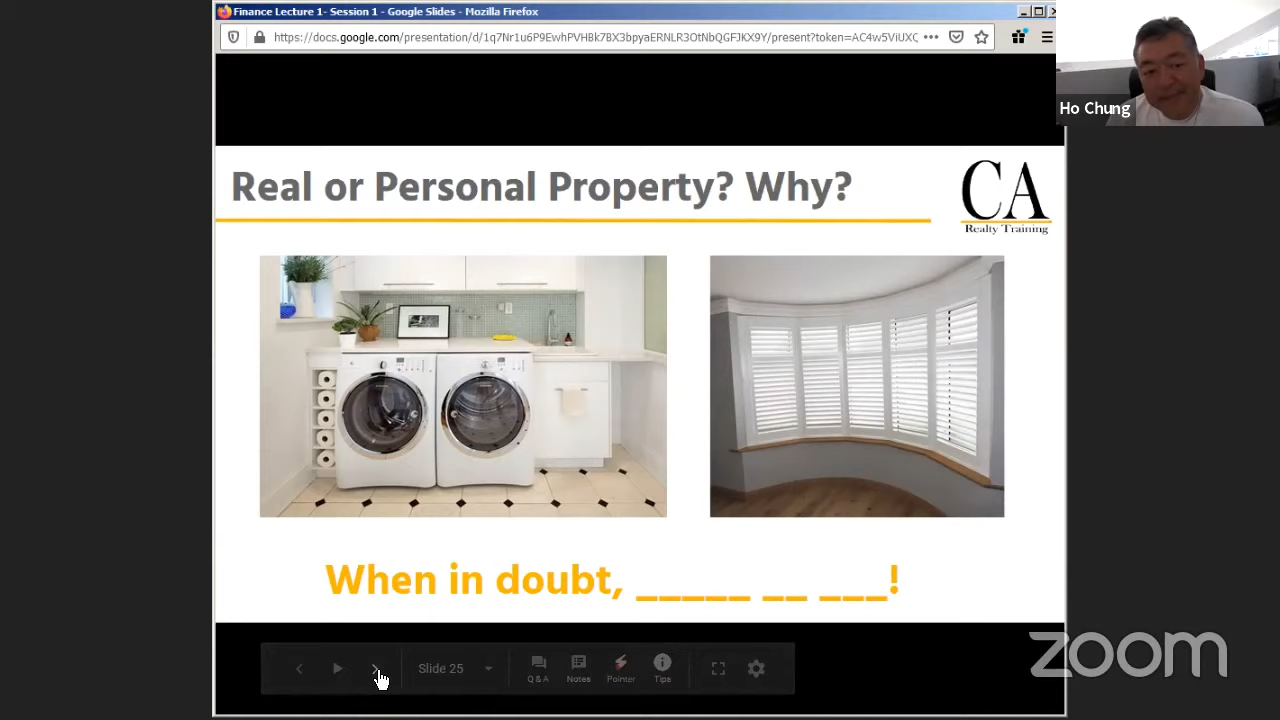 Finance Lecture 1- Session 1 - Google Slides - Mozilla Firefox
https://docs.google.com/presentation/d/1q7Nr1u6P9EwhPVHBk7BX3bpyaERNLR3OtNbQGFJKX9Y/present?token=AC4w5ViUXC
Ho Chung
Real or Personal Property? Why?
CA
Realty Training
When in doubt, _____ __ ___!
Slide 25
Q & A
Notes
Pointer
Tips
zoom